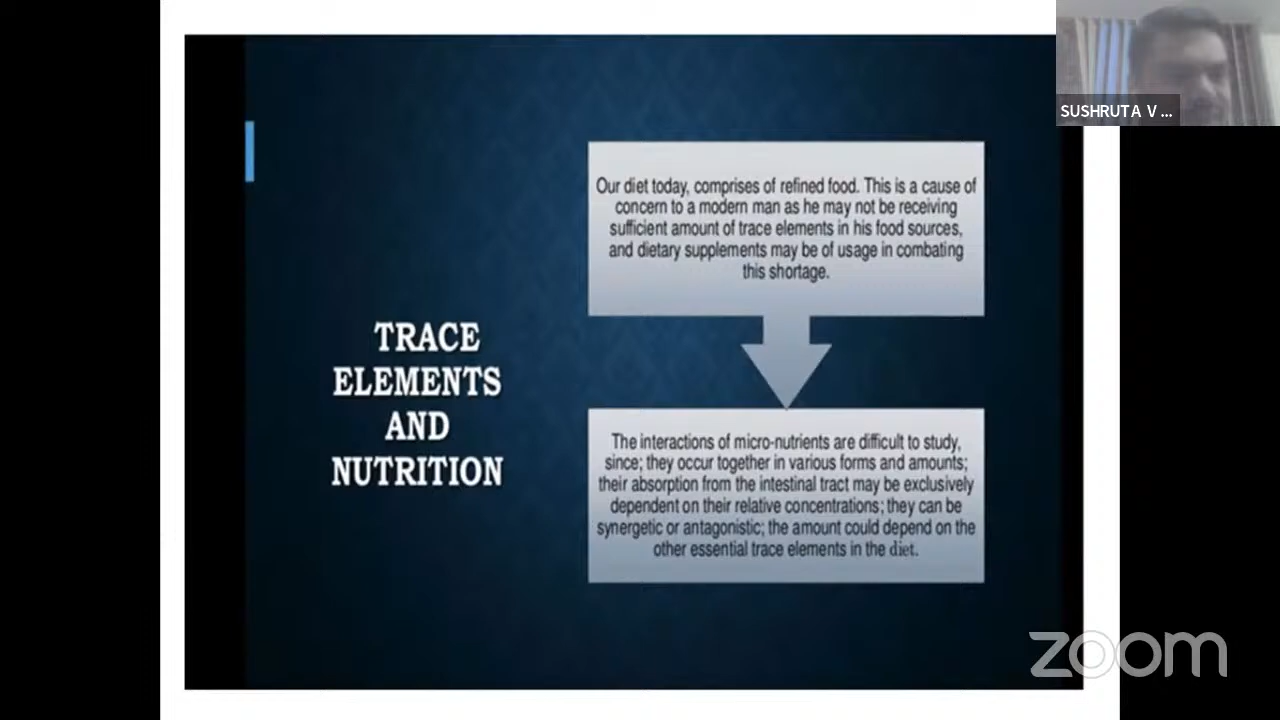 SUSHRUTA V ...
Our diet today, comprises of refined food. This is a cause of
concern to a modern man as he may not be receiving
sufficient amount of trace elements in his food sources,
and dietary supplements may be of usage in combating
this shortage.
TRACE
ELEMENTS
AND
NUTRITION
The interactions of micro-nutrients are difficult to study,
since; they occur together in various forms and amounts;
their absorption from the intestinal tract may be exclusively
dependent on their relative concentrations; they can be
synergetic or antagonistic; the amount could depend on the
other essential trace elements in the diet.
zoom